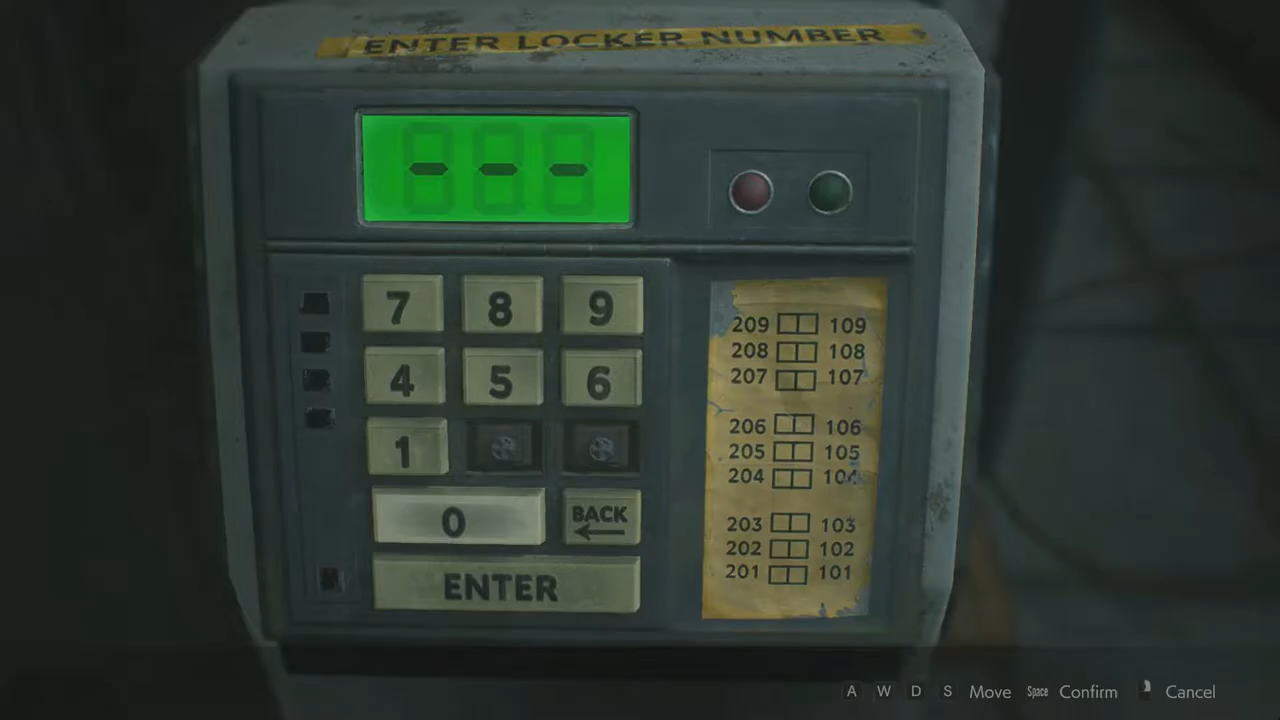 ENTER LOCKER NUMBER
7 8 9
4 5 6
1
0 BACK
ENTER
209 109
208 108
207 107
206 106
205 105
204 104
203 103
202 102
201 101
A W D S Move Space Confirm Cancel